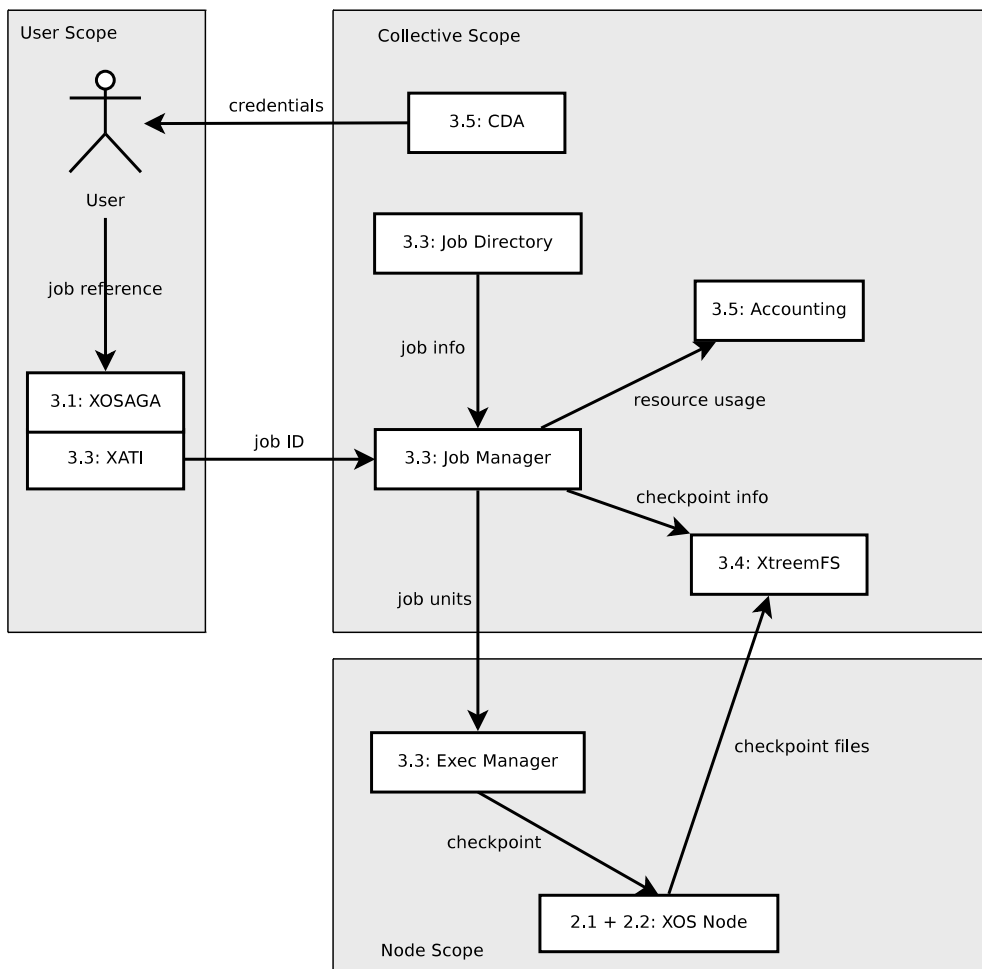 User Scope
Collective Scope
credentials
3.5: CDA
User
3.3: Job Directory
job reference
3.5: Accounting
job info
3.1: XOSAGA
resource usage
job ID
3.3: XATI
3.3: Job Manager
checkpoint info
3.4: XtreemFS
job units
3.3: Exec Manager
checkpoint files
checkpoint
2.1 + 2.2: XOS Node
Node Scope